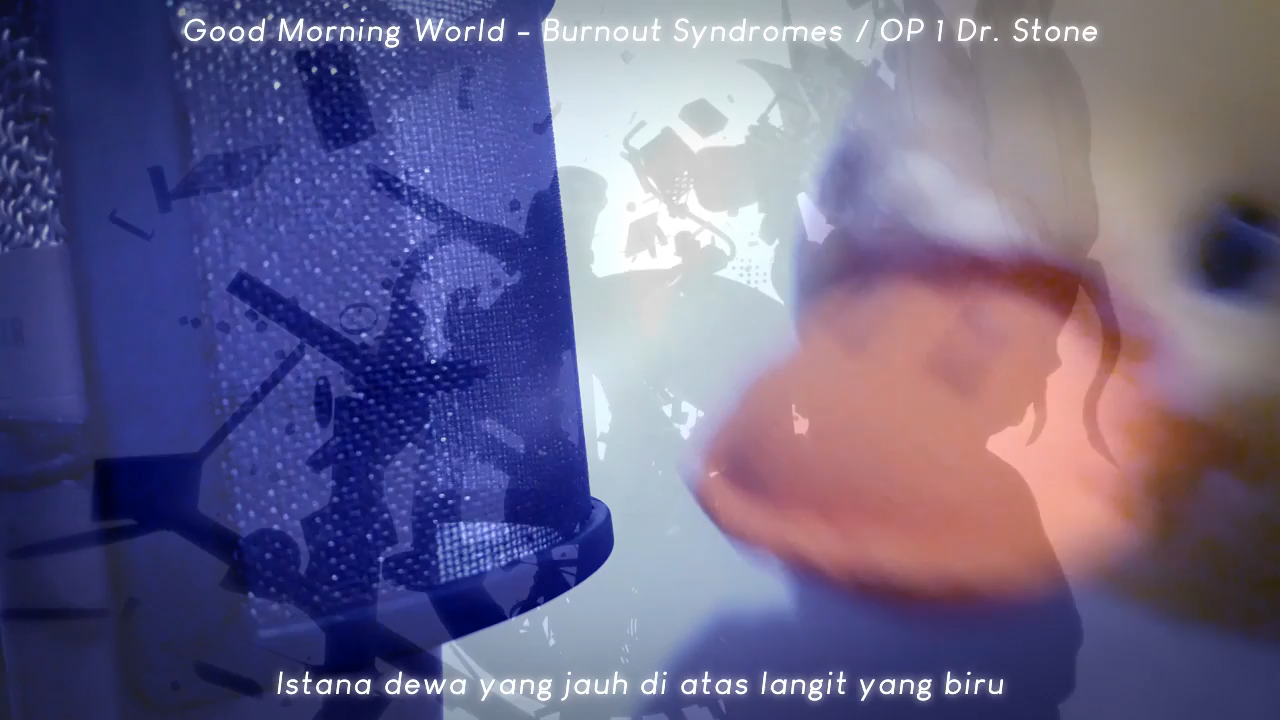 Good Morning World - Burnout Syndromes / OP 1 Dr. Stone
Istana dewa yang jauh di atas langit yang biru